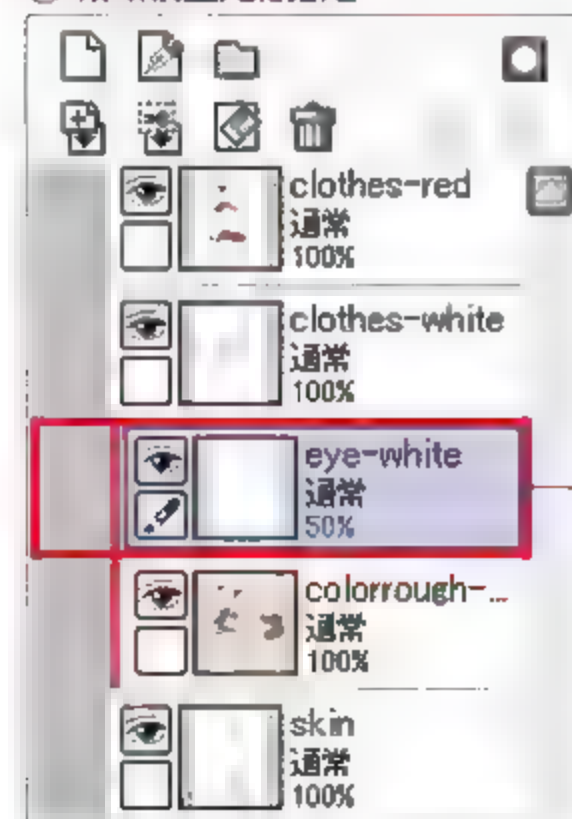 clothes-red
通常
100%
clothes-white
通常
100%
eye-white
通常
50%
colorrough-...
通常
100%
skin
通常
100%